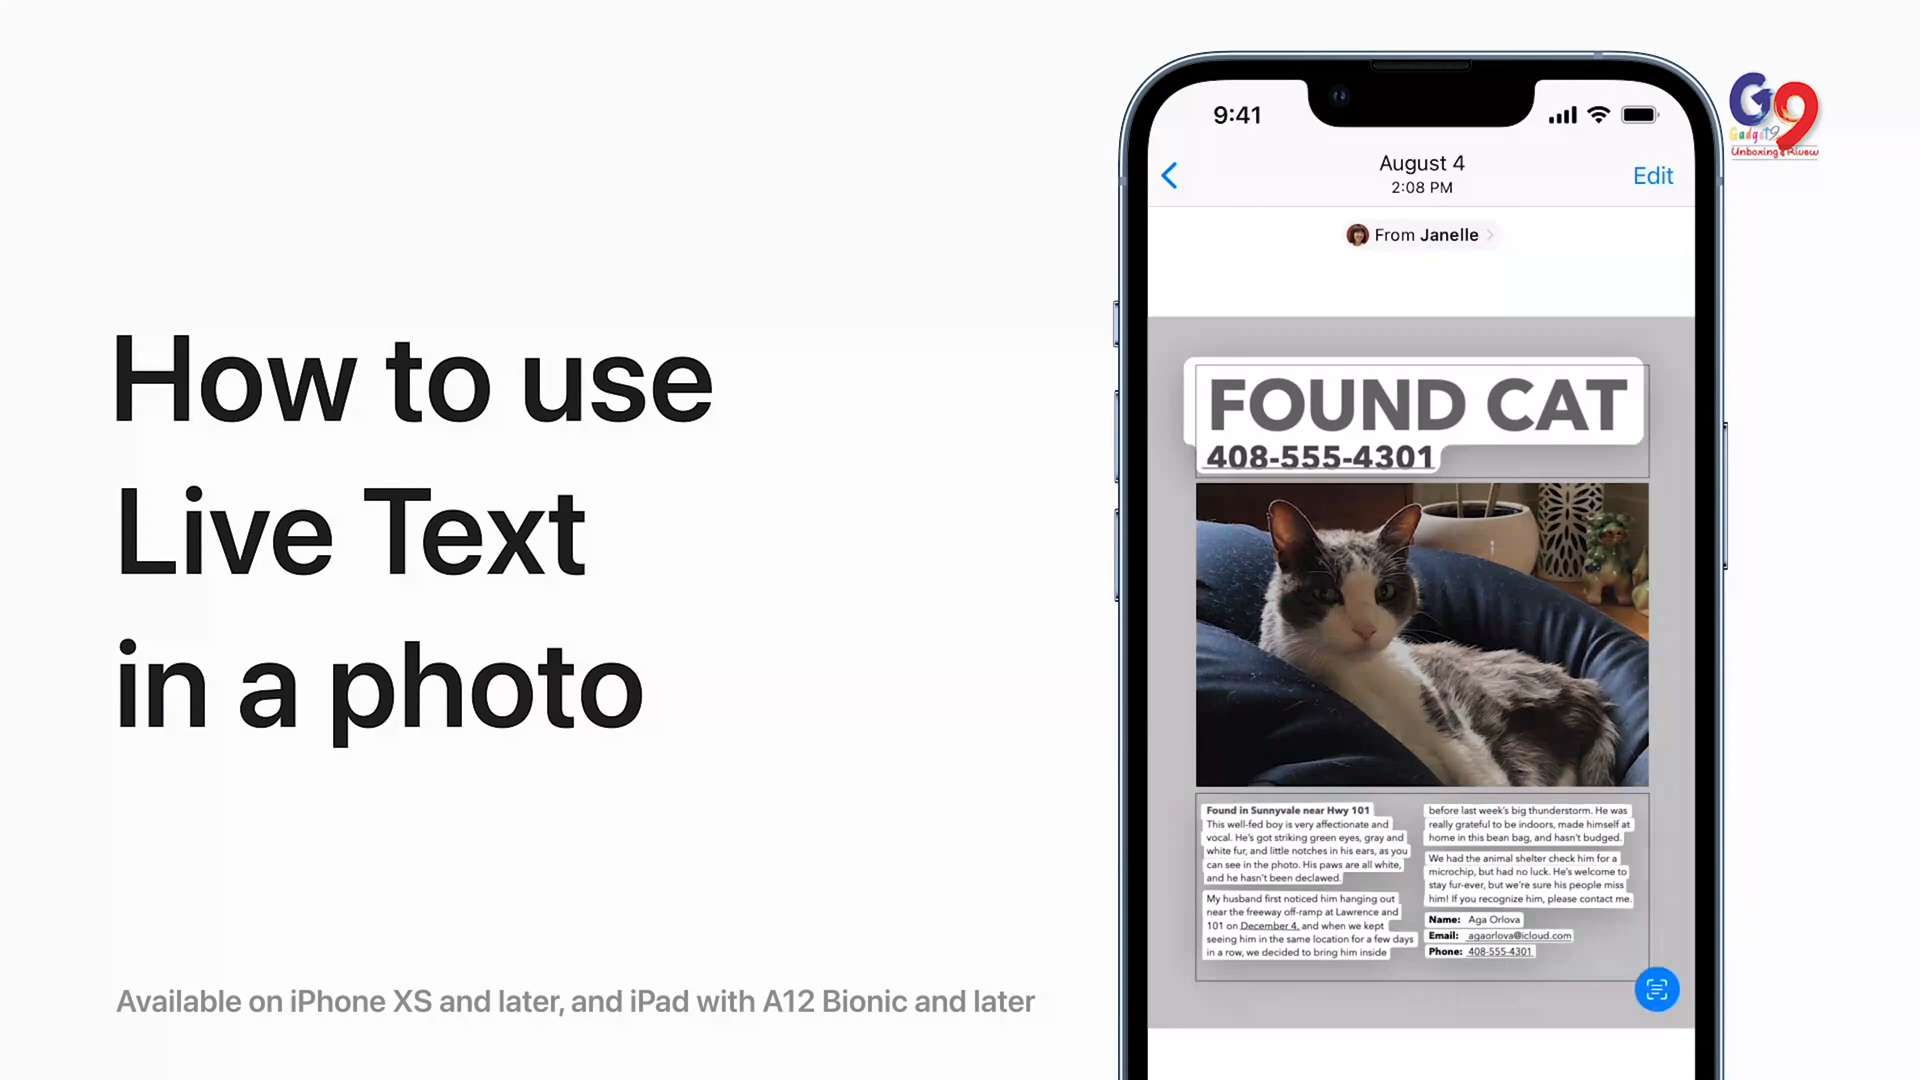 How to use
Live Text
in a photo
Available on iPhone XS and later, and iPad with A12 Bionic and later
9:41
August 4
2:08 PM
Edit
From Janelle
FOUND CAT
408-555-4301
Found in Sunnyvale near Hwy 101
This well-fed boy is very affectionate and
vocal. He's got striking green eyes, gray and
white fur, and little notches in his ears, as you
can see in the photo. His paws are all white,
and he hasn't been declawed.
My husband first noticed him hanging out
near the freeway off-ramp at Lawrence and
101 on December 4, and when we kept
seeing him in the same location for a few days
in a row, we decided to bring him inside
before last week's big thunderstorm. He was
really grateful to be indoors, made himself at
home in this bean bag, and hasn't budged.
We had the animal shelter check him for a
microchip, but had no luck. He's welcome to
stay fur-ever, but we're sure his people miss
him! If you recognize him, please contact me.
Name: Aga Orlova
Email: agaorlova@icloud.com
Phone: 408-555-4301
G9
Gadget9
Unboxing & Rivew